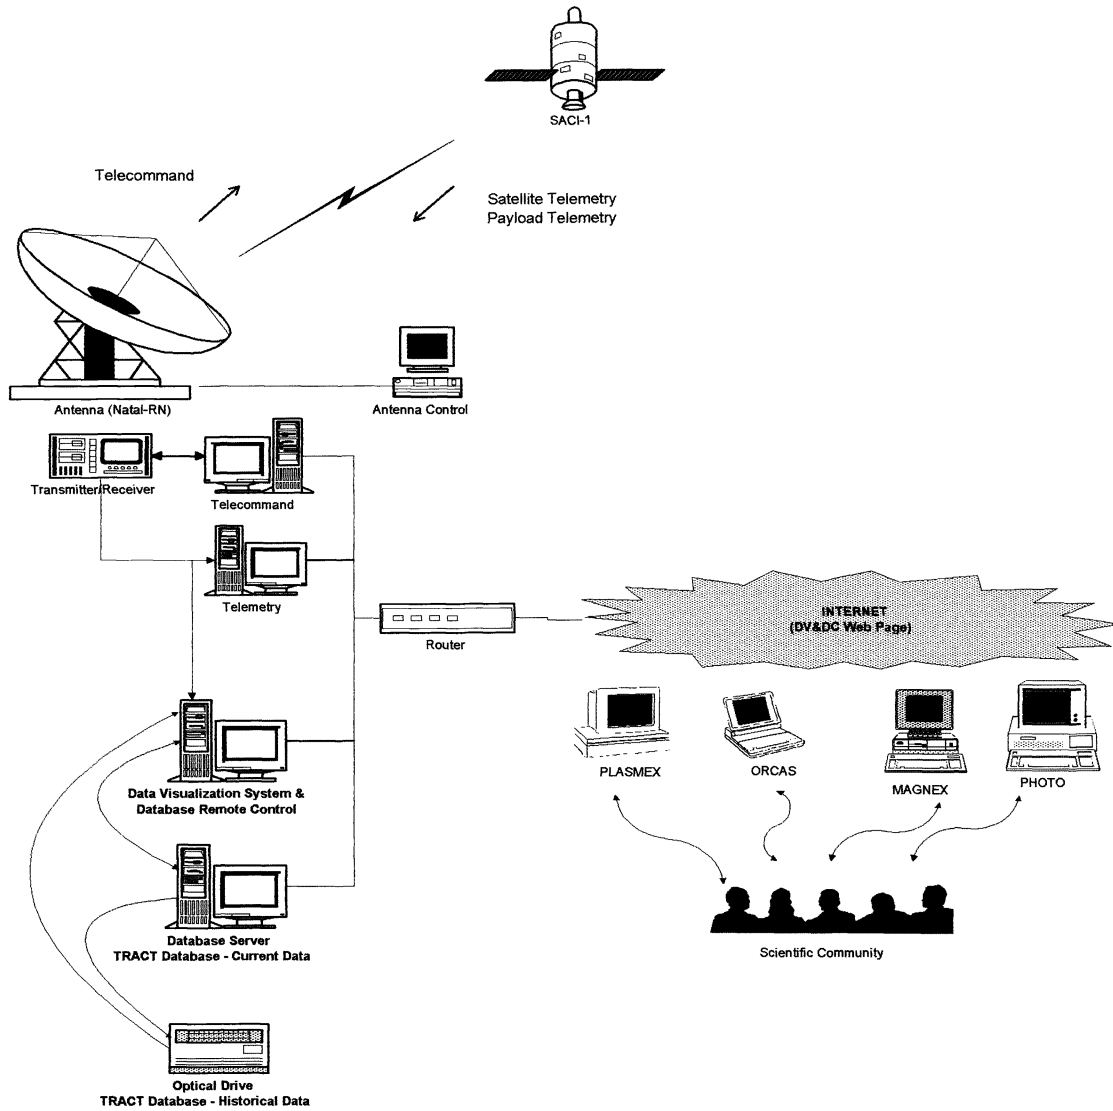 SACI-1
Telecommand
Satellite Telemetry
Payload Telemetry
Antenna (Natal-RN)
Antenna Control
Transmitter/Receiver
Telecommand
Telemetry
Router
INTERNET
(DV&DC Web Page)
PLASMEX
ORCAS
MAGNEX
PHOTO
Data Visualization System &
Database Remote Control
Database Server
TRACT Database - Current Data
Scientific Community
Optical Drive
TRACT Database - Historical Data